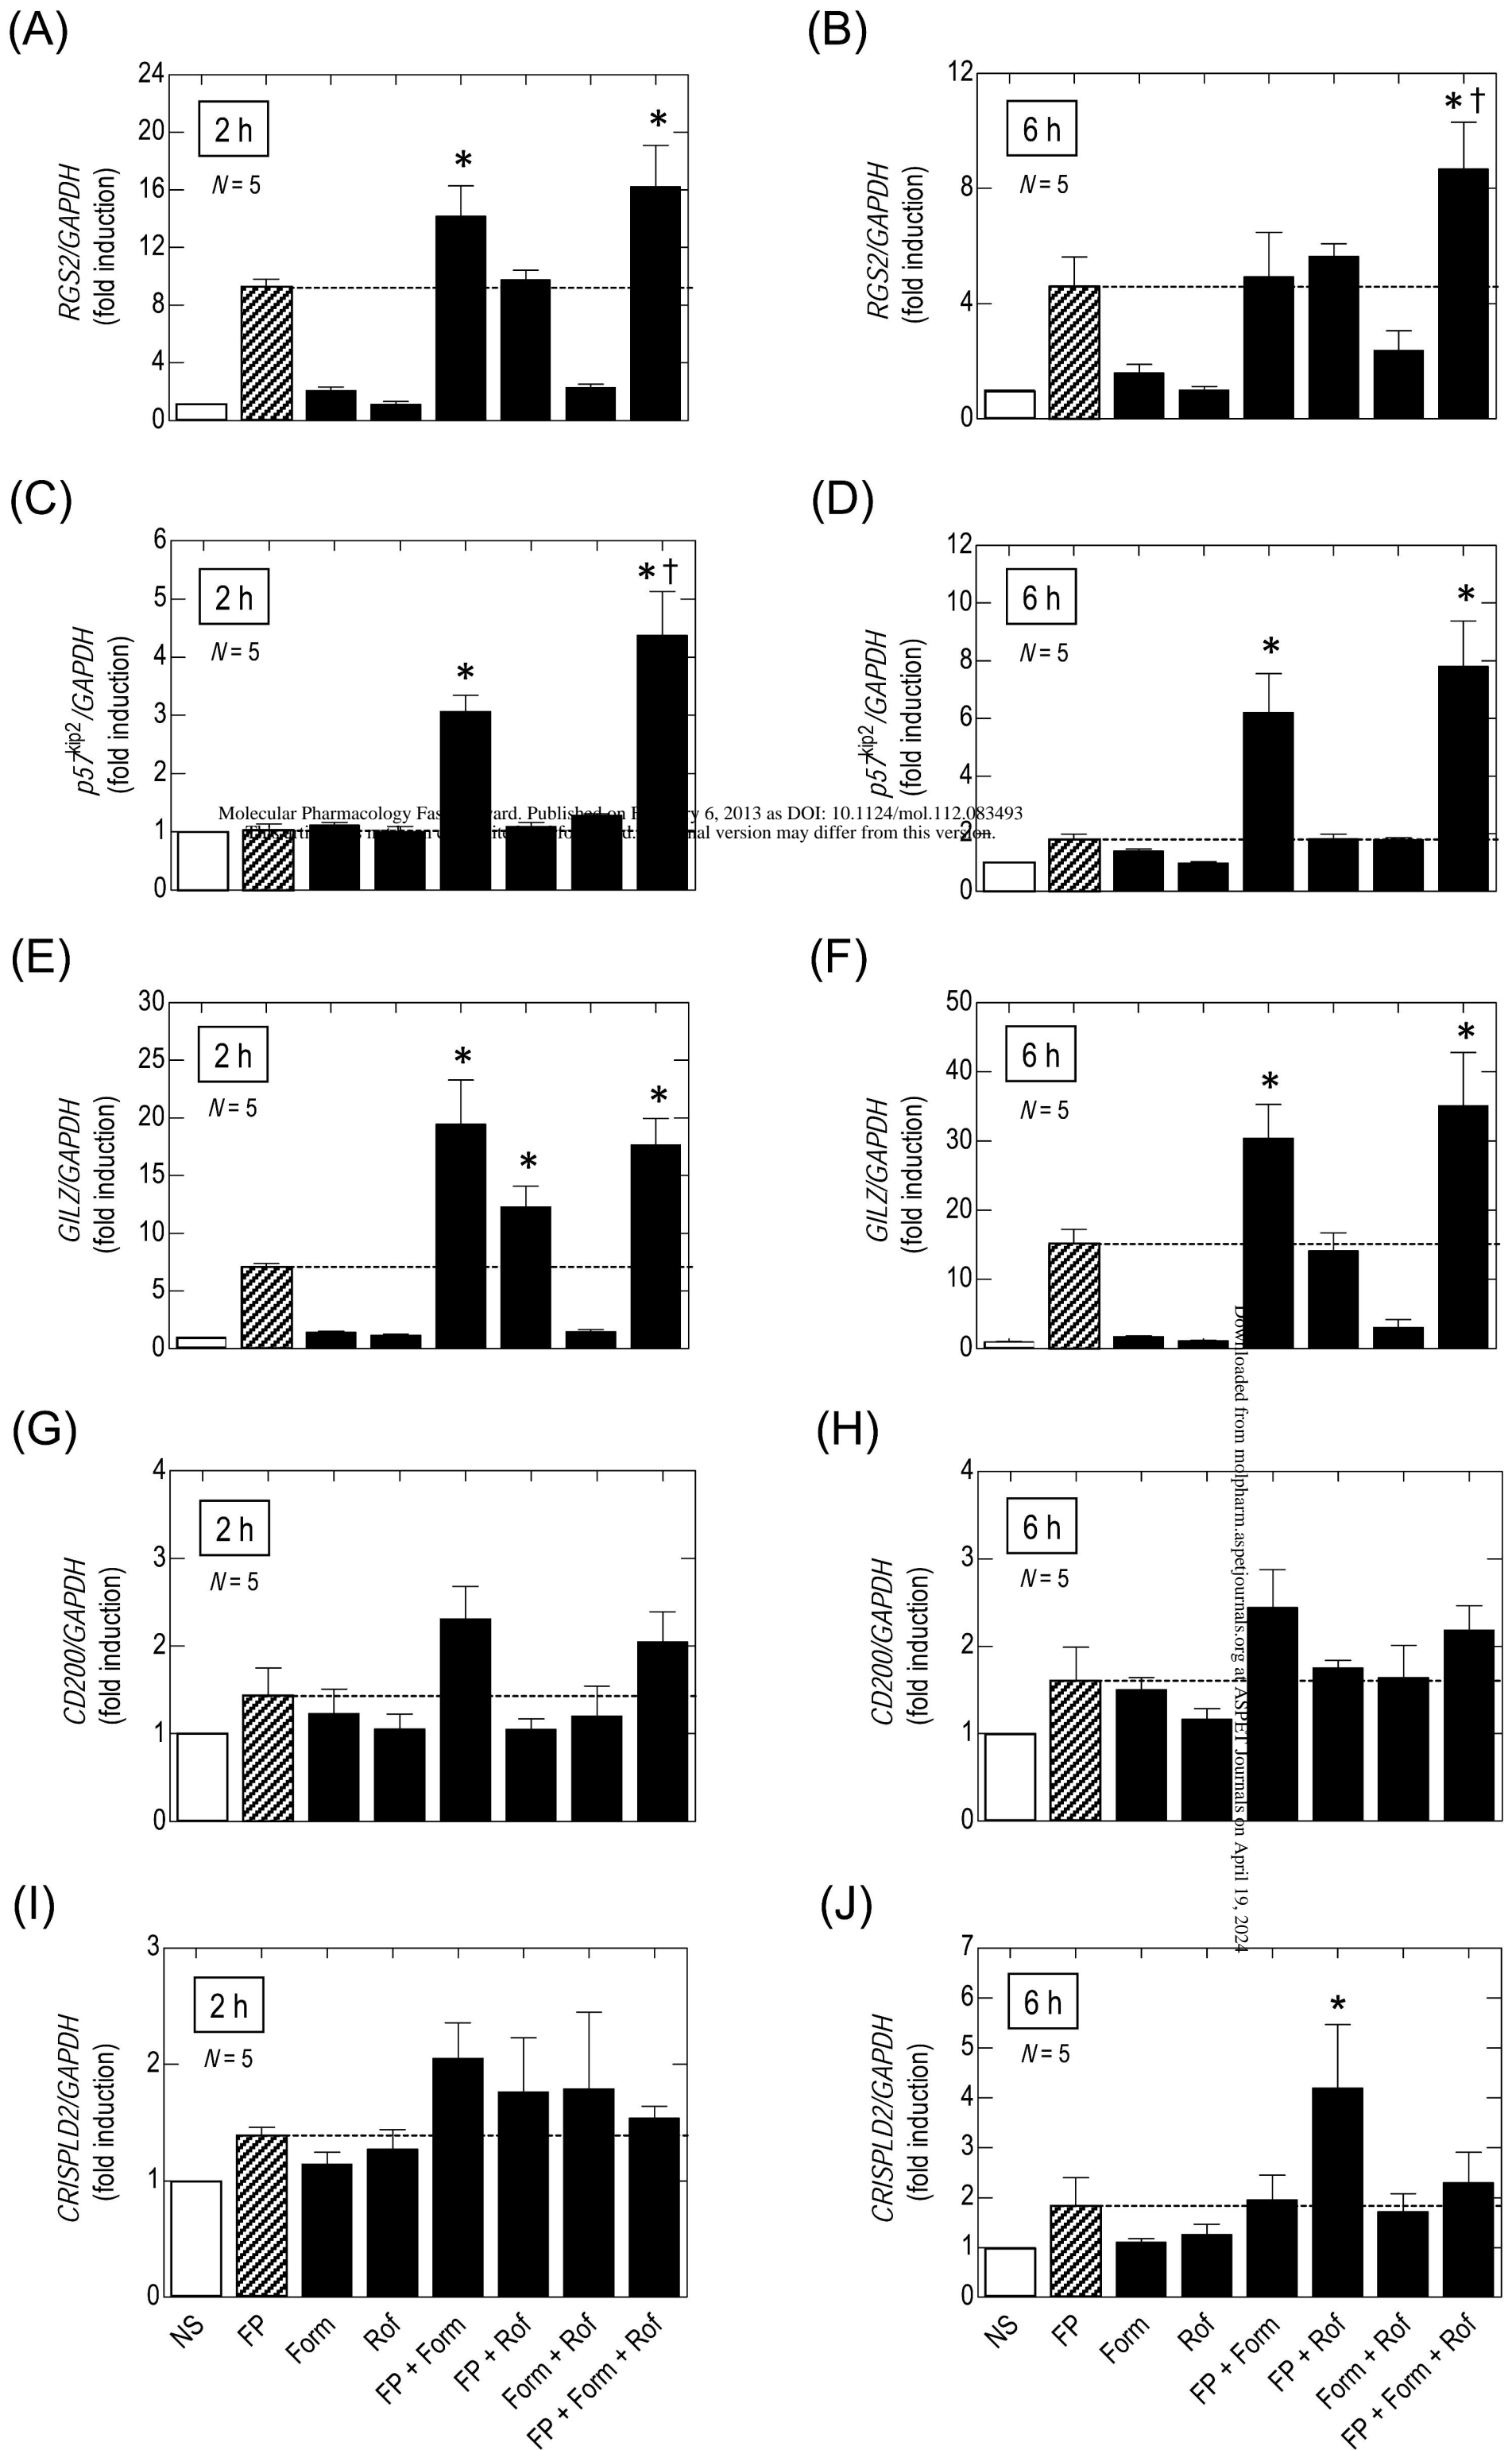 (A)
24
20
16
12
8
4
0
RGS2/GAPDH
(fold induction)
2 h
N = 5
*
*
(B)
12
8
4
0
RGS2/GAPDH
(fold induction)
6 h
N = 5
* †
(C)
6
5
4
3
2
1
0
p57kip2/GAPDH
(fold induction)
2 h
N = 5
*
* †
(D)
12
10
8
6
4
2
0
p57kip2/GAPDH
(fold induction)
6 h
N = 5
*
*
Molecular Pharmacology Fas ward. Published on F y 6, 2013 as DOI: 10.1124/mol.112.083493
nal version may differ from this version.
(E)
30
25
20
15
10
5
0
GILZ/GAPDH
(fold induction)
2 h
N = 5
*
*
*
(F)
50
40
30
20
10
0
GILZ/GAPDH
(fold induction)
6 h
N = 5
*
*
Downloaded from molpharm.aspetjournals.org at ASPET Journals on April 19, 2024
(G)
4
3
2
1
0
CD200/GAPDH
(fold induction)
2 h
N = 5
(H)
4
3
2
1
0
CD200/GAPDH
(fold induction)
6 h
N = 5
(I)
3
2
1
0
CRISPLD2/GAPDH
(fold induction)
2 h
N = 5
NS
FP
Form
Rof
FP + Form
FP + Rof
Form + Rof
FP + Form + Rof
(J)
7
6
5
4
3
2
1
0
CRISPLD2/GAPDH
(fold induction)
6 h
N = 5
*
NS
FP
Form
Rof
FP + Form
FP + Rof
Form + Rof
FP + Form + Rof